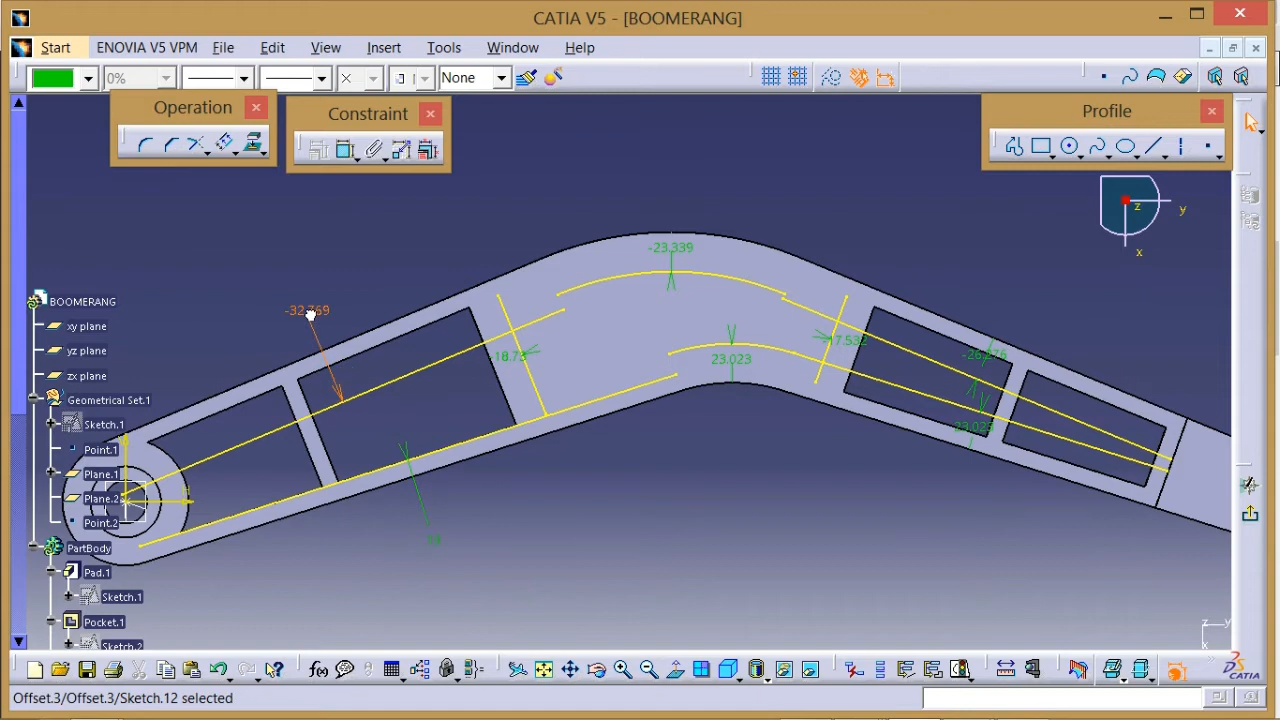 CATIA V5 - [BOOMERANG]
Start ENOVIA V5 VPM File Edit View Insert Tools Window Help
0% None
Operation
Constraint
Profile
z
y
x
-23.339
23.023
-18.73
-17.532
-26.276
23.023
BOOMERANG
xy plane
yz plane
zx plane
Geometrical Set.1
Sketch.1
Point.1
Plane.1
Plane.2
Point.2
PartBody
Pad.1
Sketch.1
Pocket.1
Sketch.2
z
y
x
CATIA
Offset.3/Offset.3/Sketch.12 selected